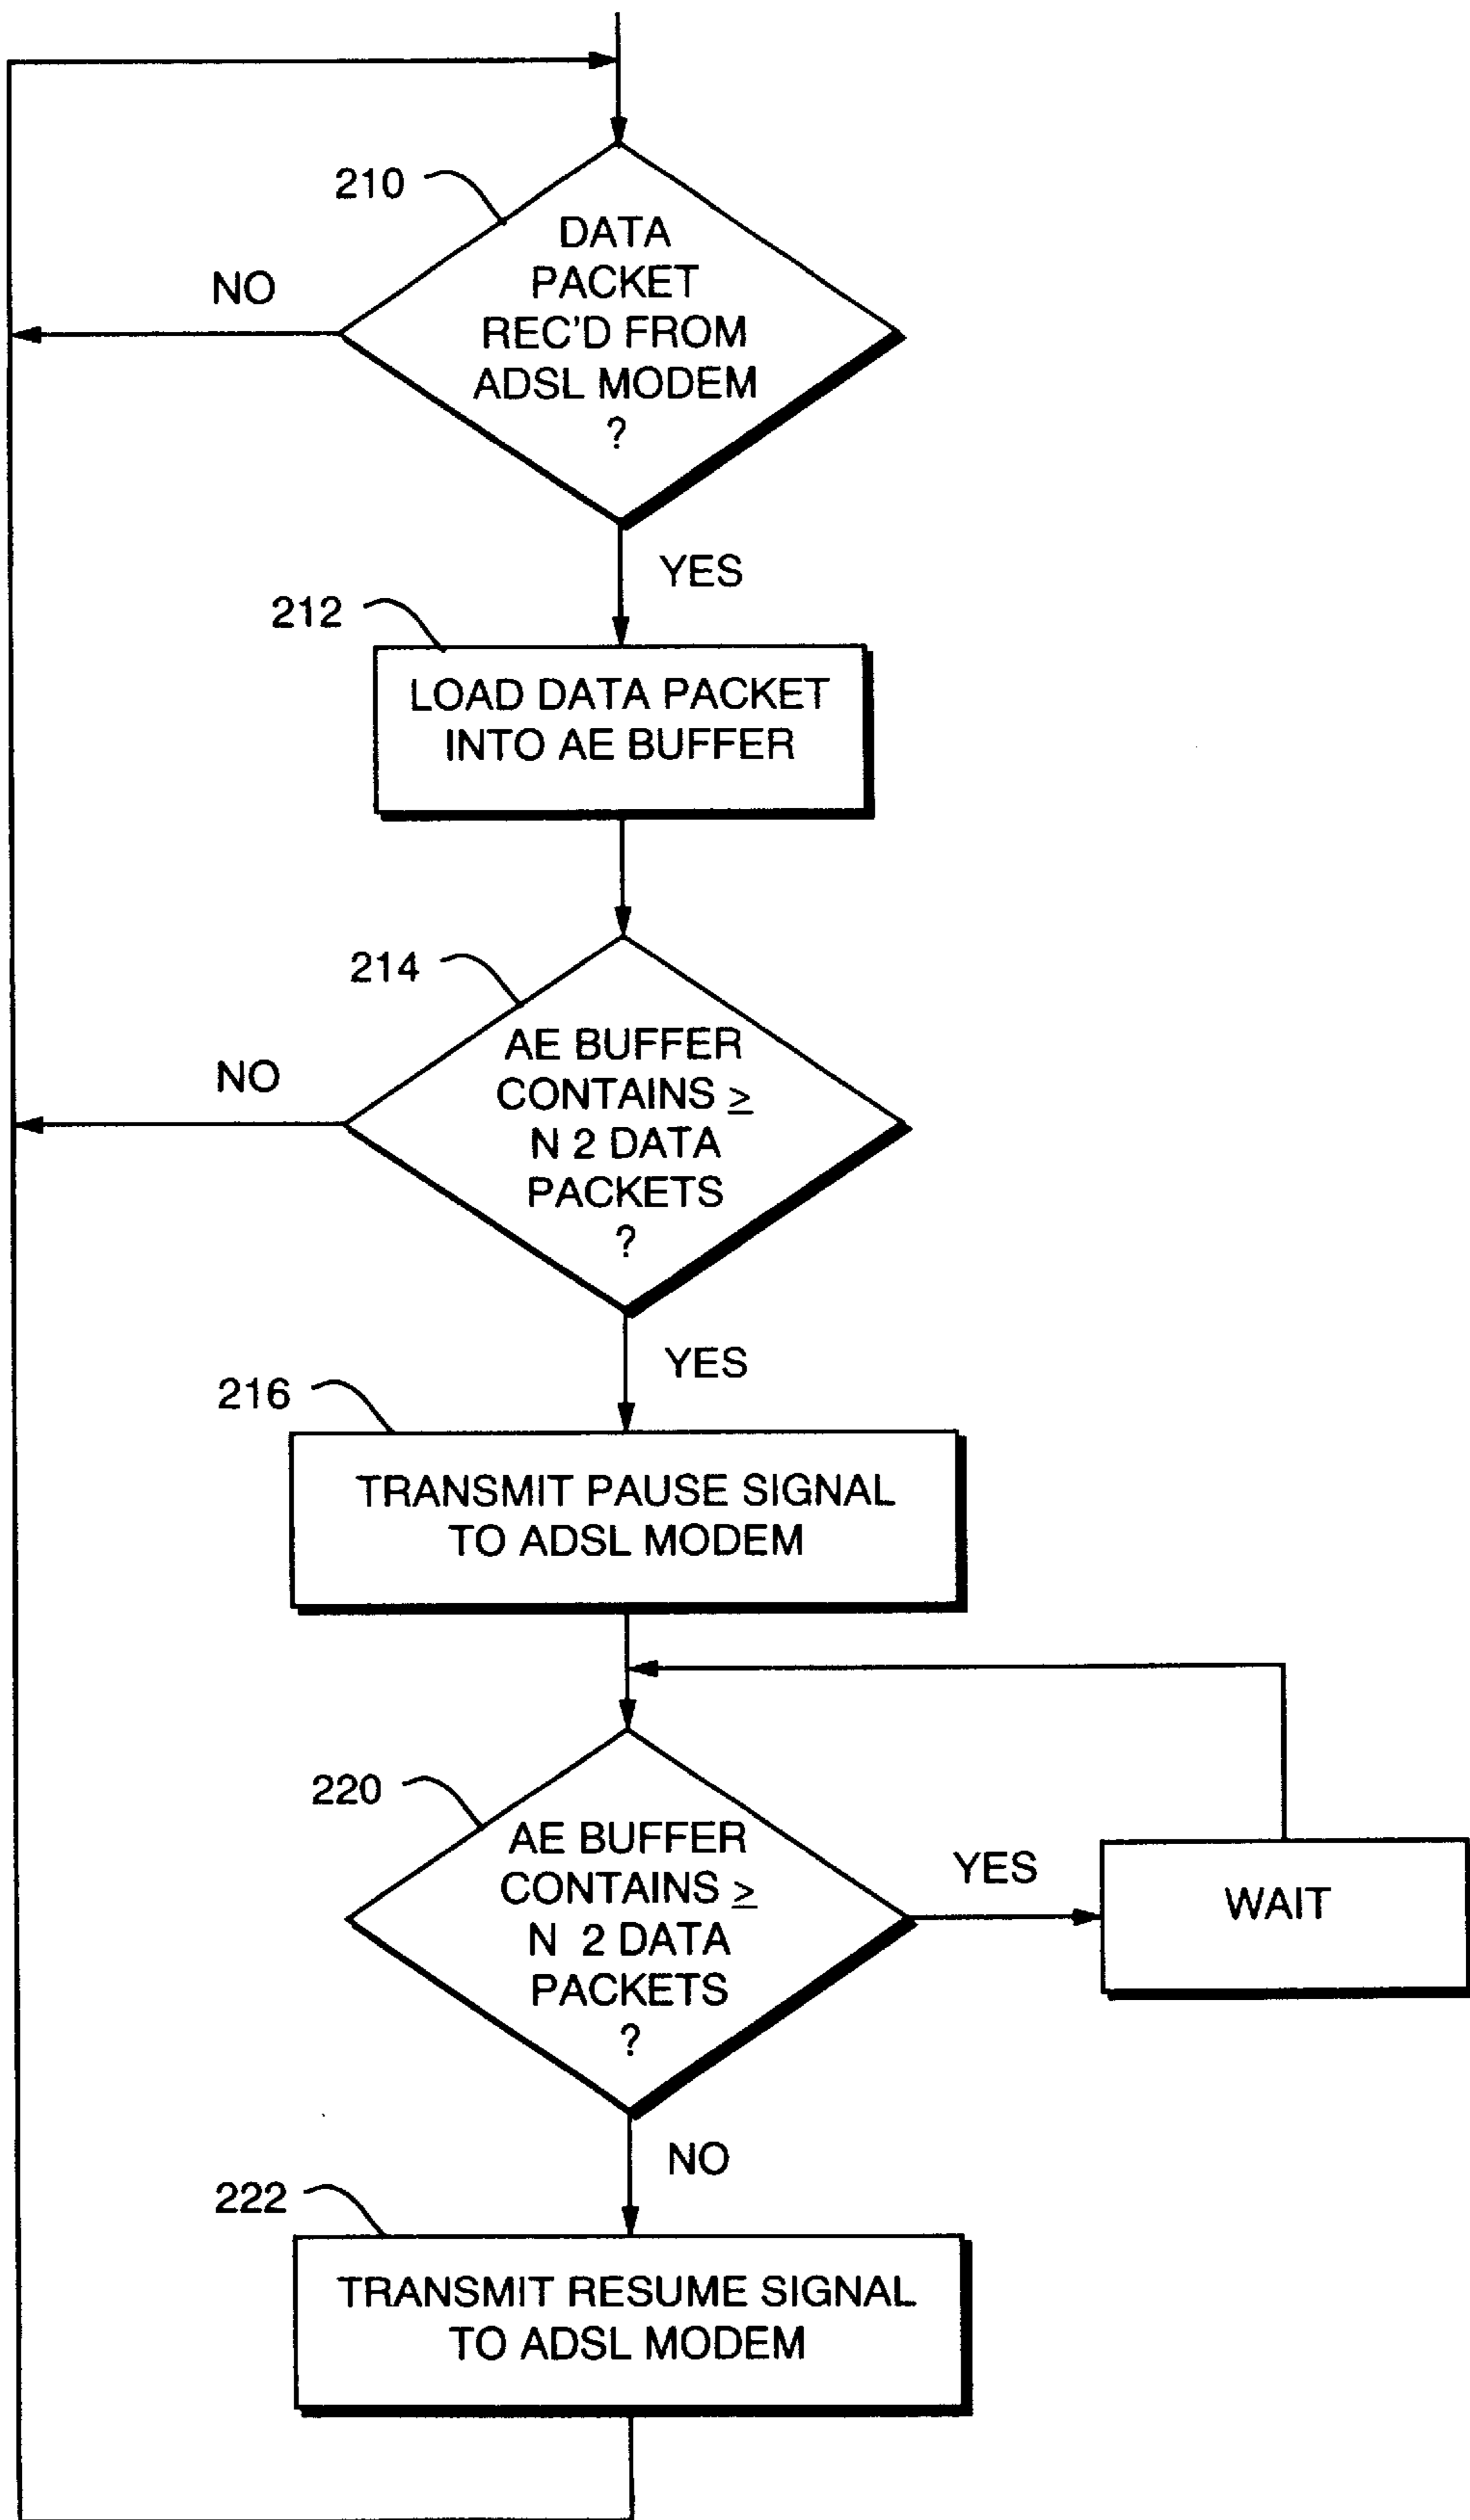 210
DATA
PACKET
REC'D FROM
ADSL MODEM
?
NO
YES
212
LOAD DATA PACKET
INTO AE BUFFER
214
AE BUFFER
CONTAINS ≥
N 2 DATA
PACKETS
?
NO
YES
216
TRANSMIT PAUSE SIGNAL
TO ADSL MODEM
220
AE BUFFER
CONTAINS ≥
N 2 DATA
PACKETS
?
YES
WAIT
NO
222
TRANSMIT RESUME SIGNAL
TO ADSL MODEM